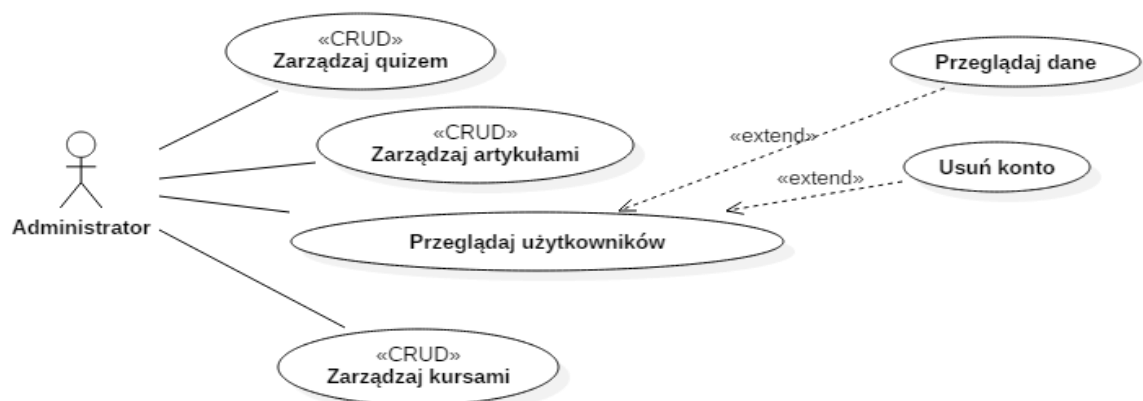 «CRUD»
Zarządzaj quizem
Przeglądaj dane
«CRUD»
Zarządzaj artykułami
«extend»
Usuń konto
«extend»
Administrator
Przeglądaj użytkowników
«CRUD»
Zarządzaj kursami